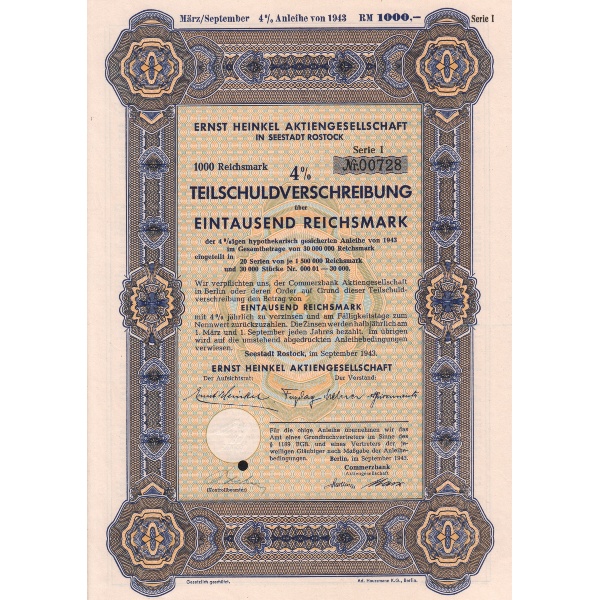 März/September 4% Anleihe von 1943 RM 1000,— Serie I
ERNST HEINKEL AKTIENGESELLSCHAFT
IN SEESTADT ROSTOCK
Serie I
1000 Reichsmark 4% Nr. 00728
TEILSCHULDVERSCHREIBUNG
über
EINTAUSEND REICHSMARK
der 4%igen hypothekarisch gesicherten Anleihe von 1943
im Gesamtbetrage von 30 000 000 Reichsmark
eingeteilt in
20 Serien von je 1 500 000 Reichsmark
und 30 000 Stücke Nr. 000 01 – 30 000.
Wir verpflichten uns, der Commerzbank Aktiengesellschaft
in Berlin oder deren Order auf Grund dieser Teilschuld-
verschreibung den Betrag von
EINTAUSEND REICHSMARK
mit 4% jährlich zu verzinsen und am Fälligkeitstage zum
Nennwert zurückzuzahlen. Die Zinsen werden halbjährlich am
1. März und 1. September jeden Jahres bezahlt. Im übrigen
wird auf die umstehend abgedruckten Anleihebedingungen
verwiesen.
Seestadt Rostock, im September 1943.
ERNST HEINKEL AKTIENGESELLSCHAFT
Der Aufsichtsrat: Der Vorstand:
Für die obige Anleihe übernehmen wir das
Amt eines Grundbuchvertreters im Sinne des
§ 1189 BGB. und eines Vertreters der je-
weiligen Gläubiger nach Maßgabe der Anleihe-
bedingungen. Berlin, im September 1943.
Commerzbank
Aktiengesellschaft
(Kontrollbeamter)
Gesetzlich geschützt. Ad. Haussmann K.G., Berlin.